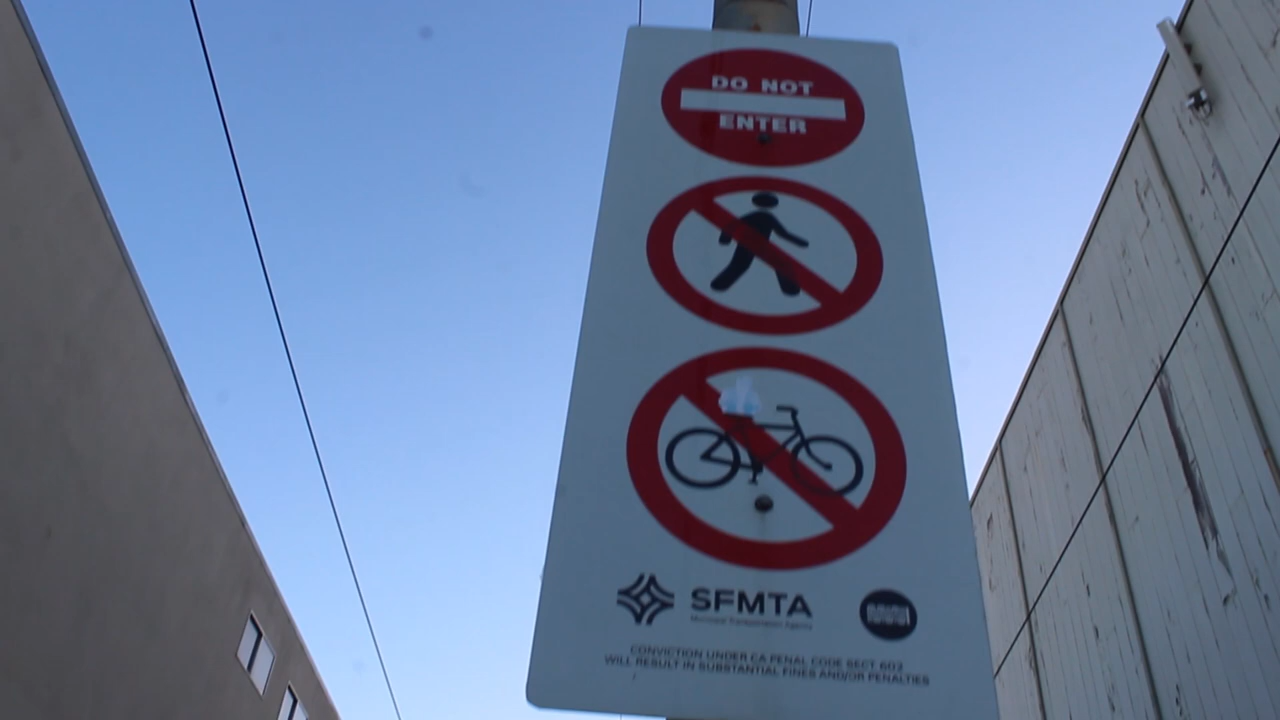 DO NOT
ENTER
SFMTA
Municipal Transportation Agency
CONVICTION UNDER CA PENAL CODE SECT. 602
WILL RESULT IN SUBSTANTIAL FINES AND/OR PENALTIES